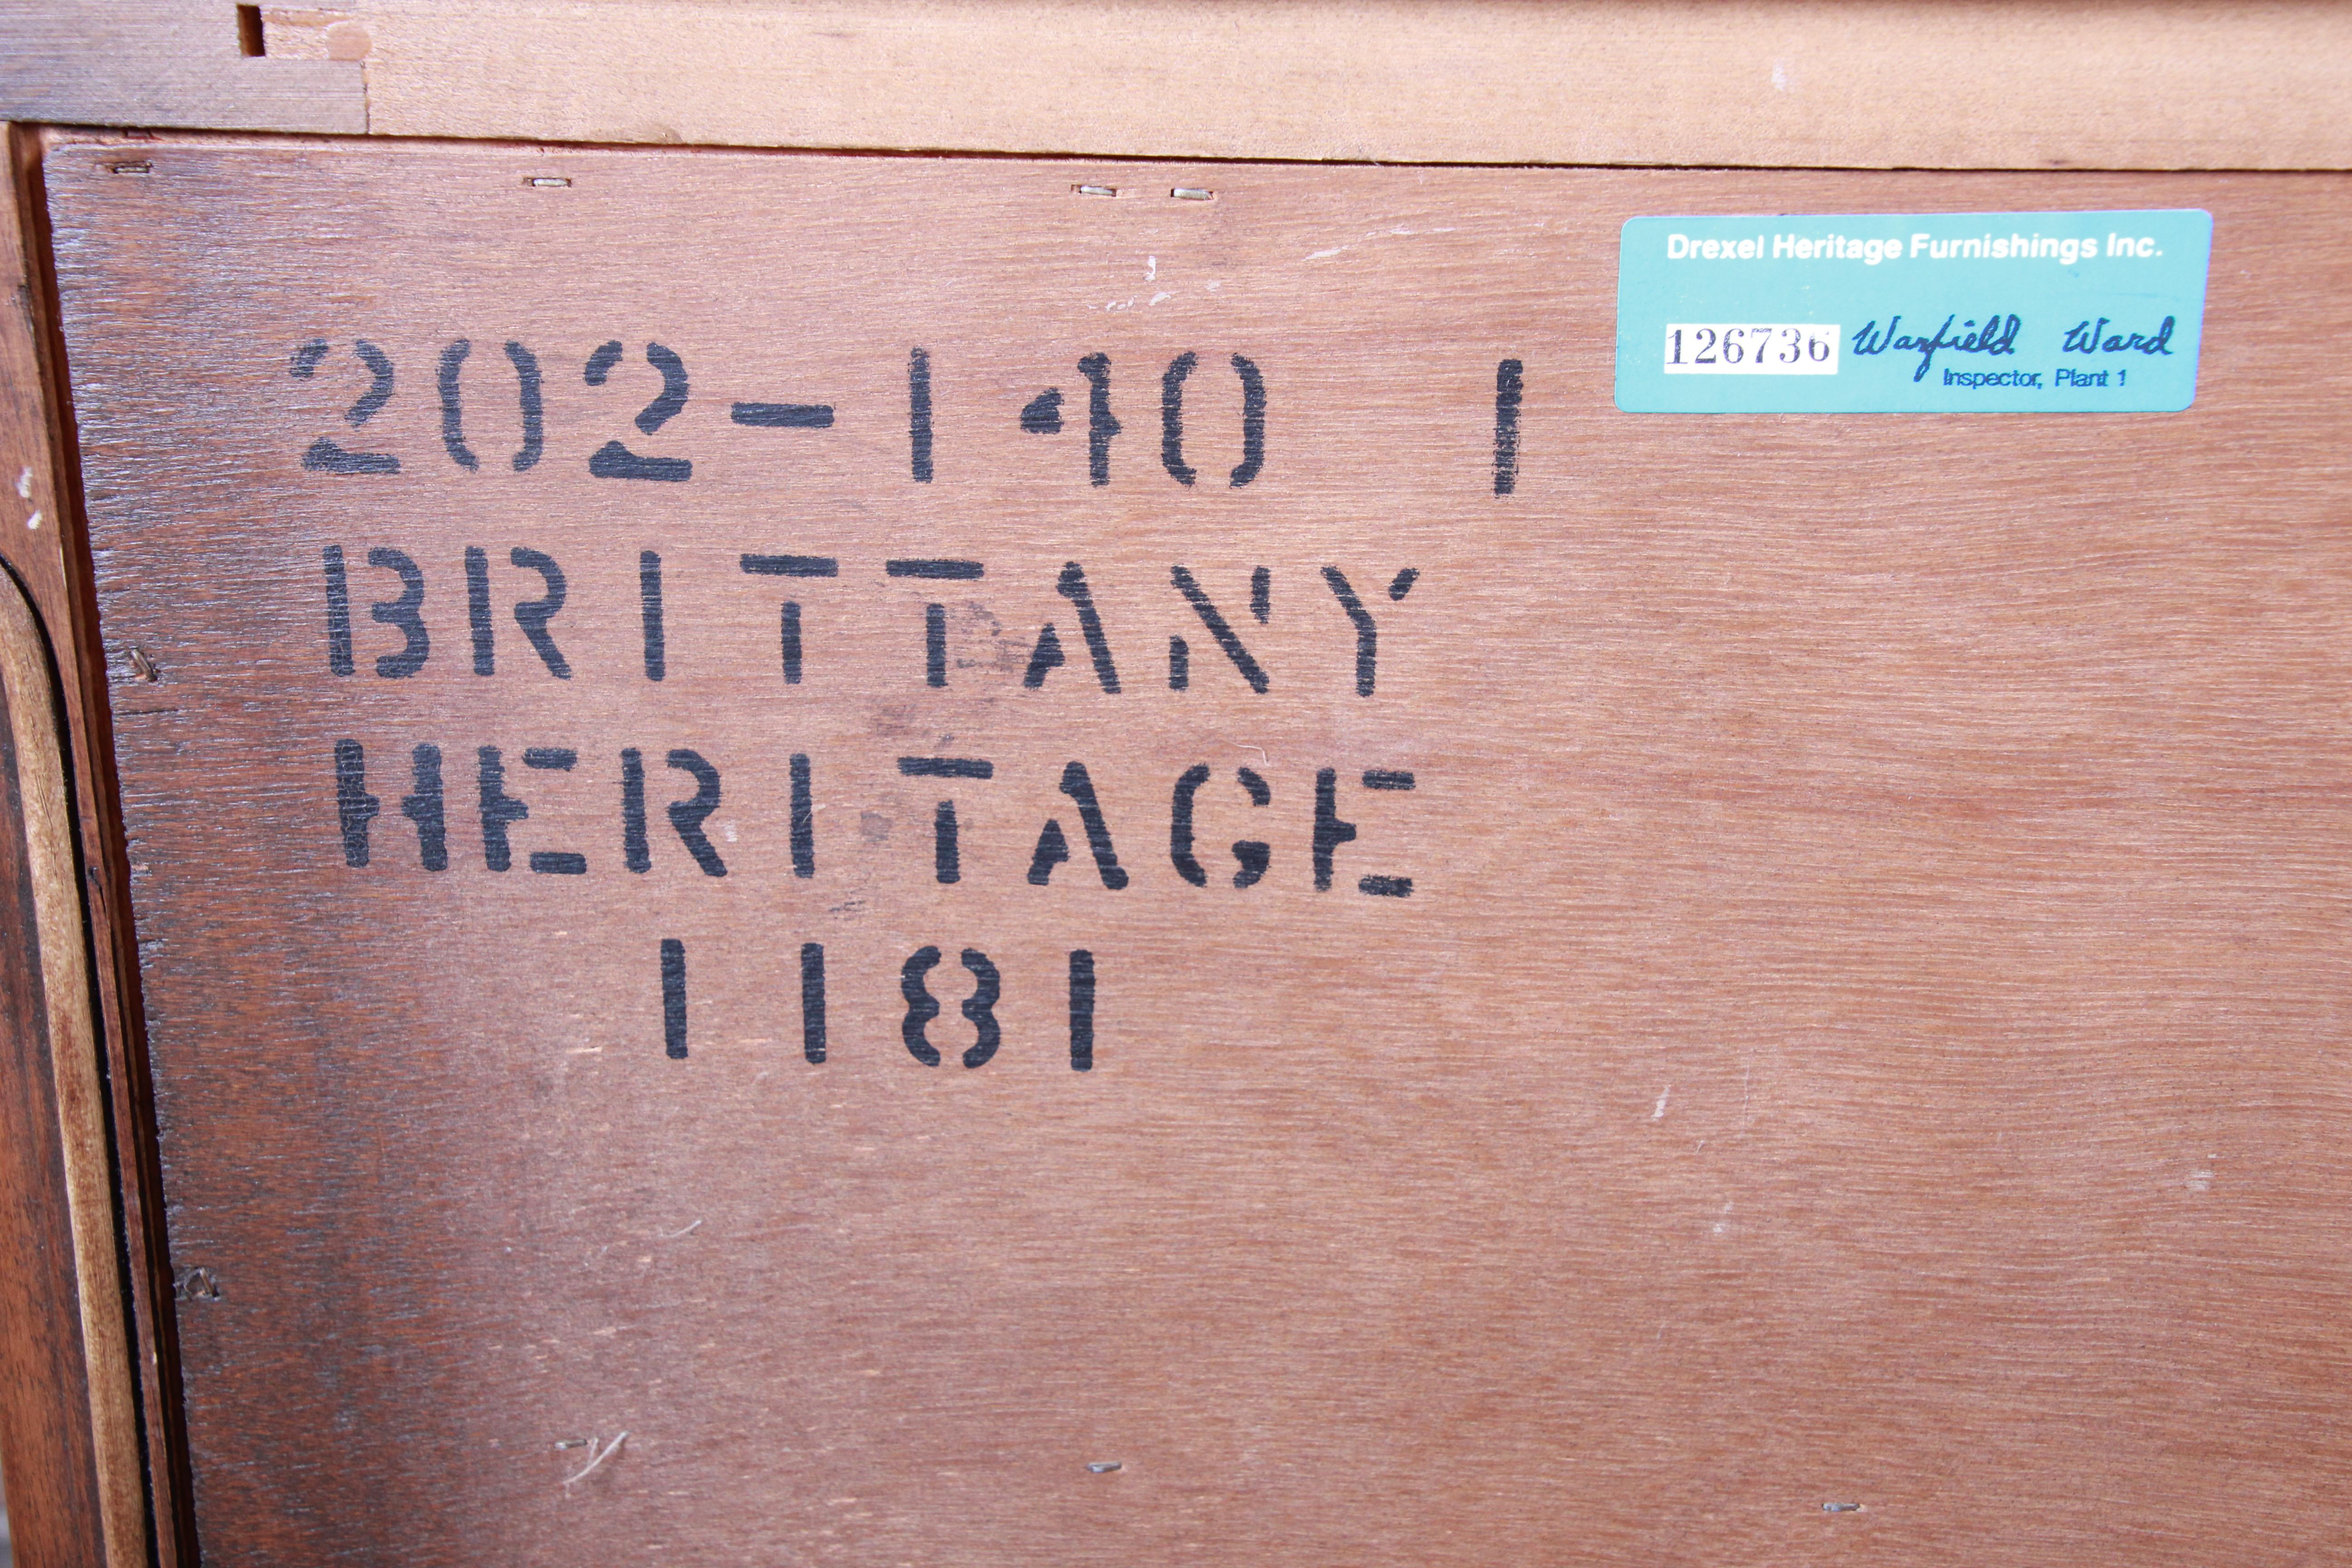 Drexel Heritage Furnishings Inc.
126736 Warfield Ward
Inspector, Plant 1
202-140 1
BRITTANY
HERITAGE
1181